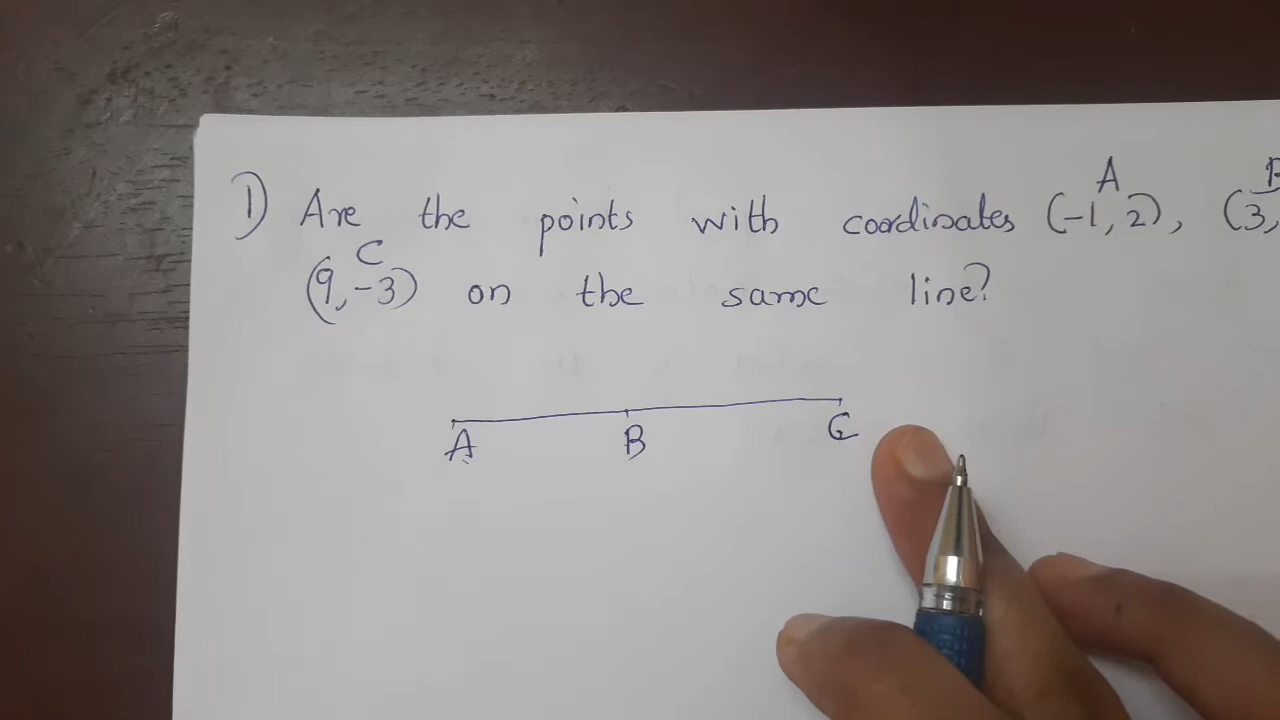 A
1) Are the points with coordinates (-1, 2), (3,
C
(9, -3) on the same line?
A B C